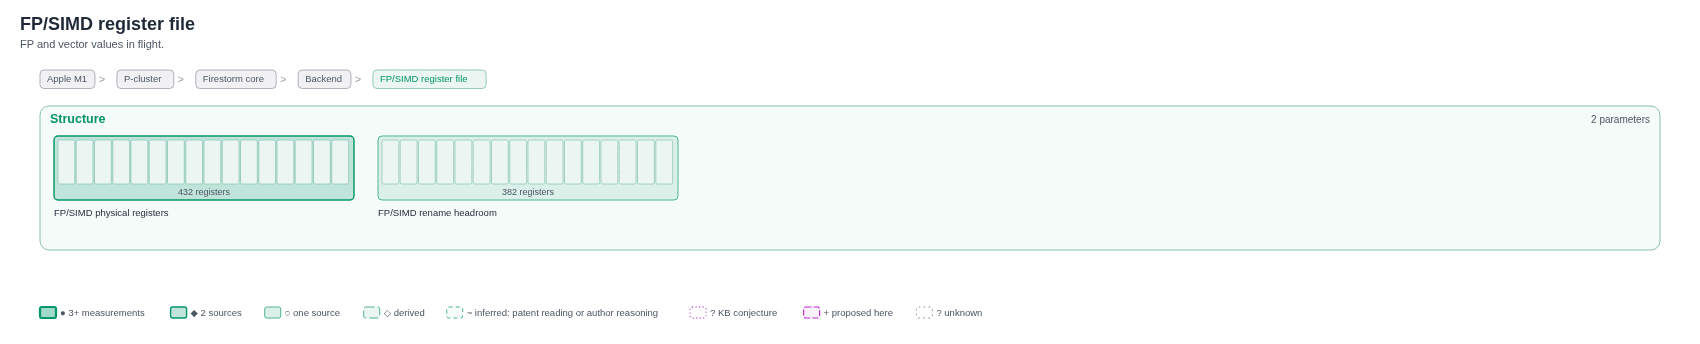 FP/SIMD register file
FP and vector values in flight.
Apple M1 > P-cluster > Firestorm core > Backend > FP/SIMD register file
Structure
2 parameters
432 registers
382 registers
FP/SIMD physical registers
FP/SIMD rename headroom
● 3+ measurements ◆ 2 sources ○ one source ◇ derived ~ inferred: patent reading or author reasoning ? KB conjecture + proposed here ? unknown